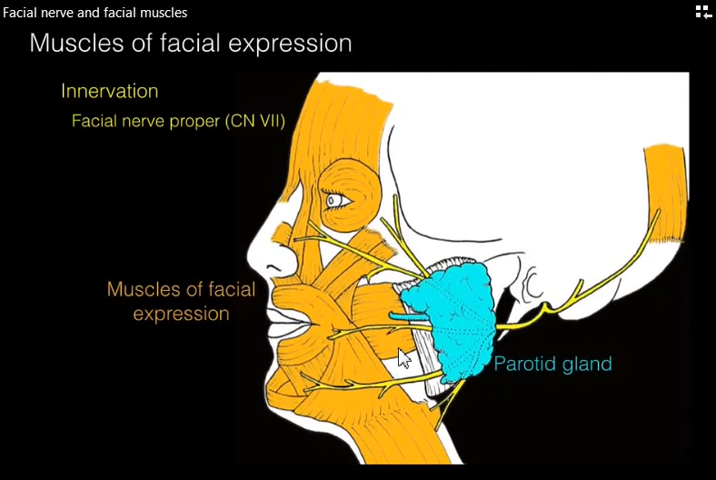 Facial nerve and facial muscles
Muscles of facial expression
Innervation
Facial nerve proper (CN VII)
Muscles of facial
expression
Parotid gland